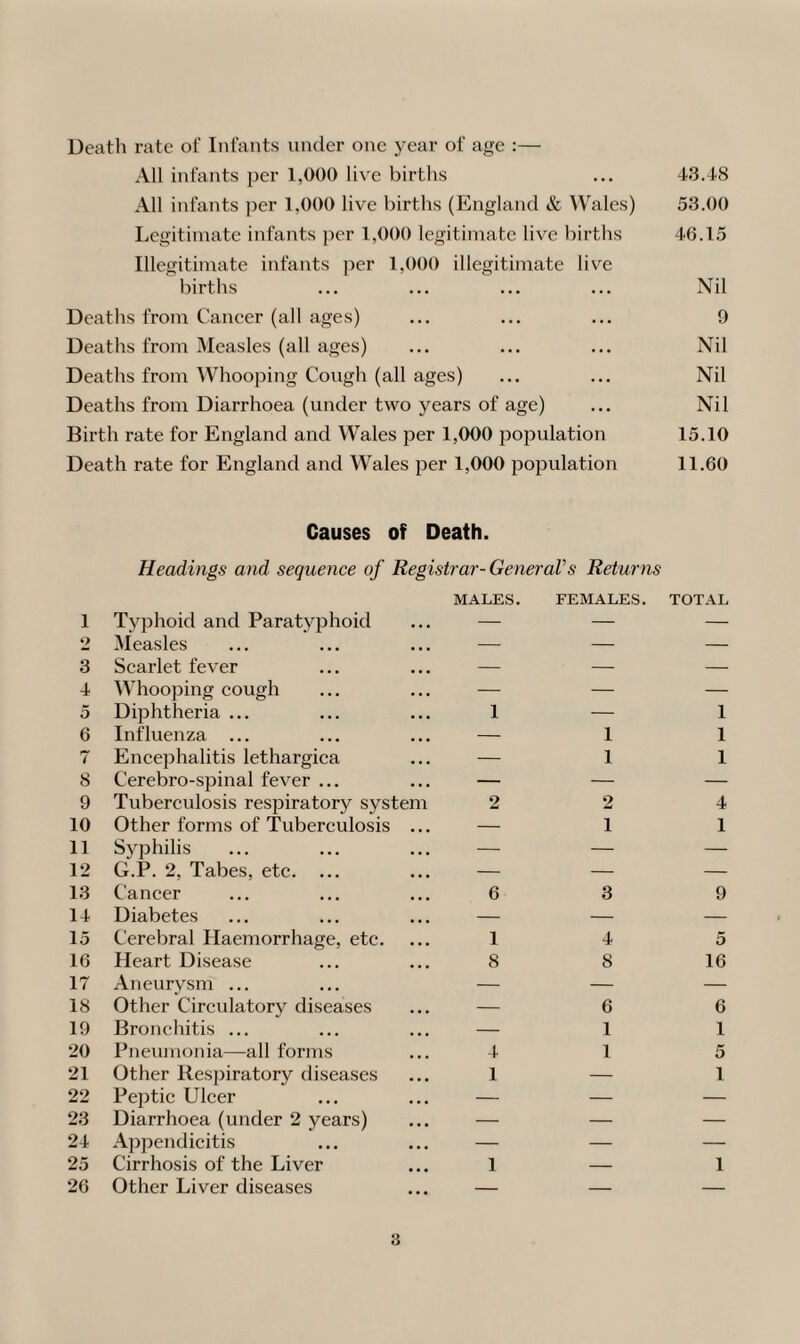 Death rate of Infants under one year of age :—
All infants per 1,000 live births ... 43.48
All infants per 1,000 live births (England & Wales) 53.00
Legitimate infants per 1,000 legitimate live births 46.15
Illegitimate infants per 1,000 illegitimate live
births ... ... ... ... Nil
Deaths from Cancer (all ages) ... ... ... 9
Deaths from Measles (all ages) ... ... ... Nil
Deaths from Whooping Cough (all ages) ... ... Nil
Deaths from Diarrhoea (under two years of age) ... Nil
Birth rate for England and Wales per 1,000 population 15.10
Death rate for England and Wales per 1,000 population 11.60
Causes of Death.
Headings and sequence of Registrar-General's Returns
MALES. FEMALES. TOTAL
1 Typhoid and Paratyphoid ... — — —
2 Measles ... ... ... — — —
3 Scarlet fever ... ... — — —
4 Whooping cough ... ... — — —
5 Diphtheria ... ... ... 1 — 1
6 Influenza ... ... ... — 1 1
7 Encephalitis lethargica ... — 1 1
8 Cerebro-spinal fever ... ... — — —
9 Tuberculosis respiratory system 2 2 4
10 Other forms of Tuberculosis ... — 1 1
11 Syphilis ... ... ... — — —
12 G.P. 2, Tabes, etc. ... ... — — —
13 Cancer ... ... ... 6 3 9
14 Diabetes ... ... ... — — —
15 Cerebral Haemorrhage, etc. ... 1 4 5
16 Heart Disease ... ... 8 8 16
17 Aneurysm ... ... — — —
18 Other Circulatory diseases ... — 6 6
19 Bronchitis ... ... ... — 1 1
20 Pneumonia—all forms ... 4 1 5
21 Other Respiratory diseases ... 1 — 1
22 Peptic Ulcer ... ... — — —
23 Diarrhoea (under 2 years) ... — — —
24 Appendicitis ... ... — — —
25 Cirrhosis of the Liver ... 1 — 1
26 Other Liver diseases ... — — —
3